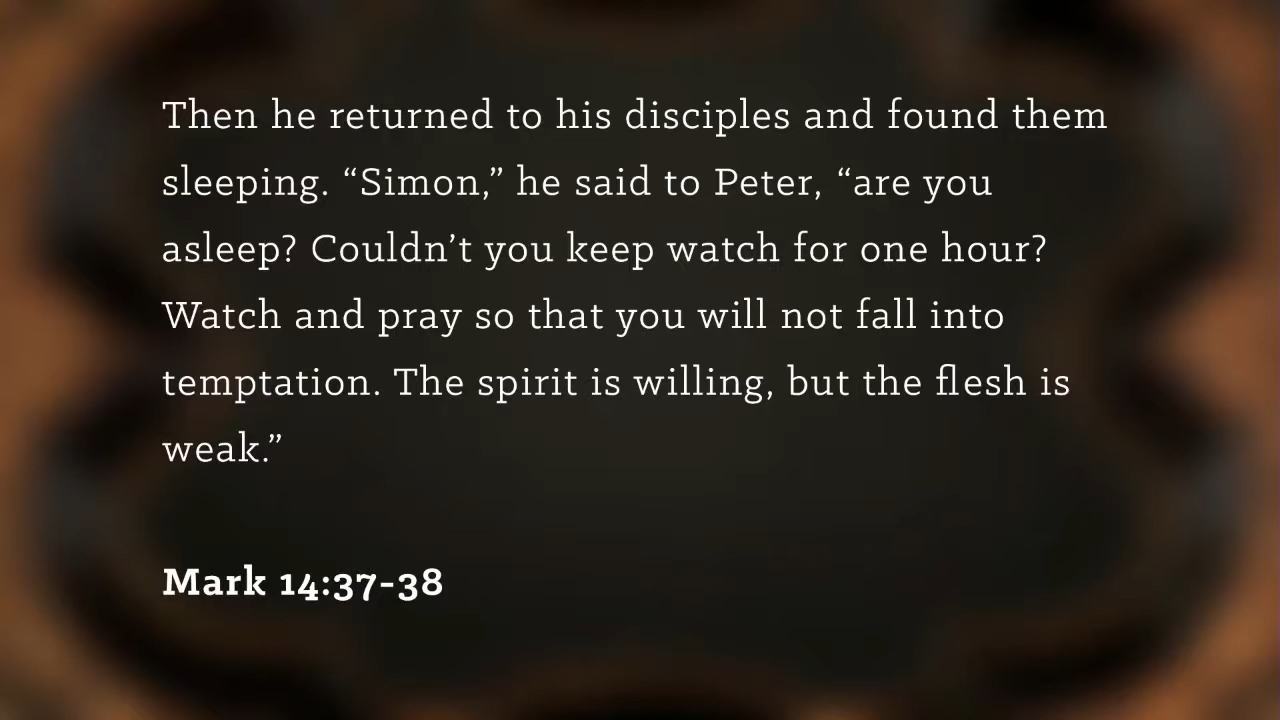 Then he returned to his disciples and found them
sleeping. “Simon,” he said to Peter, “are you
asleep? Couldn’t you keep watch for one hour?
Watch and pray so that you will not fall into
temptation. The spirit is willing, but the flesh is
weak.”
Mark 14:37-38